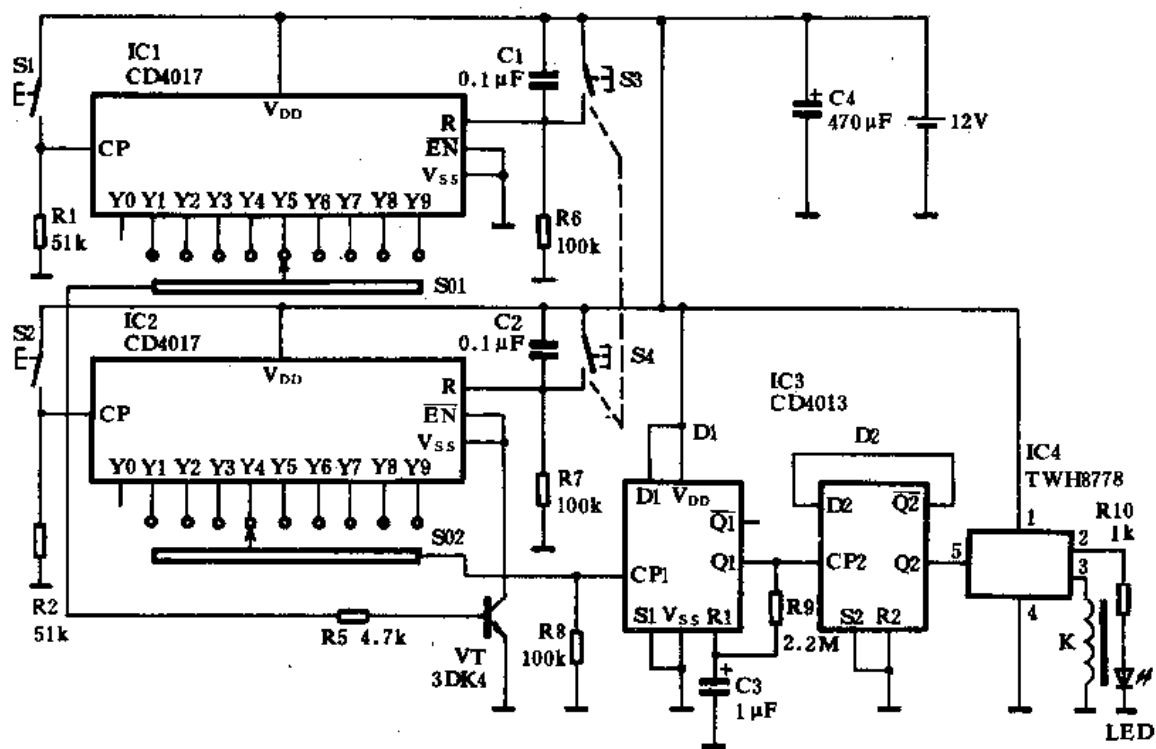 S1
IC1
CD4017
C1
0.1μF
S3
VDD
R
CP
EN
VSS
C4
470μF
12V
R1
51k
Y0 Y1 Y2 Y3 Y4 Y5 Y6 Y7 Y8 Y9
R6
100k
S01
S2
IC2
CD4017
C2
0.1μF
S4
VDD
R
CP
EN
VSS
IC3
CD4013
D1
D2
IC4
TWH8778
Y0 Y1 Y2 Y3 Y4 Y5 Y6 Y7 Y8 Y9
R7
100k
D1 VDD
Q1
D2
Q2
R10
1k
1
2
S02
CP1
Q1
CP2
Q2
5
3
4
R2
51k
R5 4.7k
VT
3DK4
R8
100k
S1 VSS R1
R9
2.2M
S2 R2
K
C3
1μF
LED